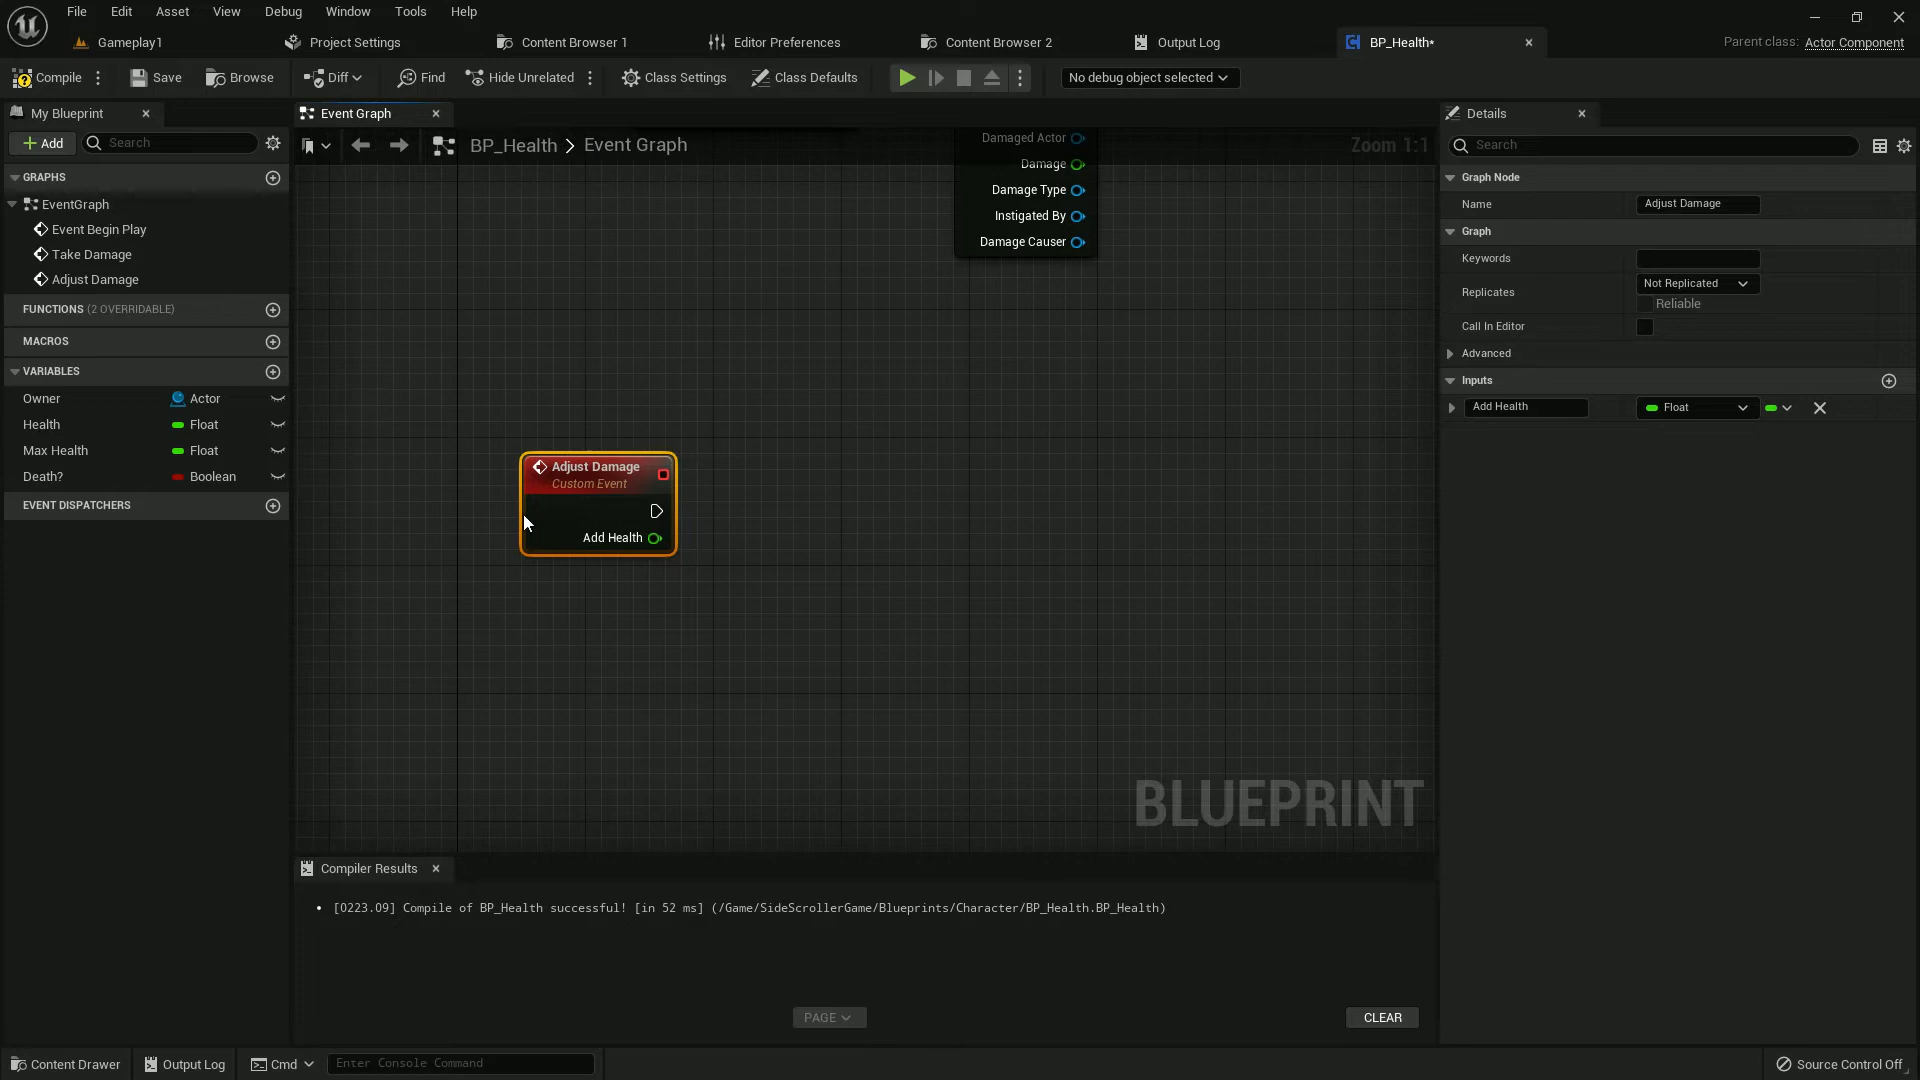 File Edit Asset View Debug Window Tools Help
Gameplay1 Project Settings Content Browser 1 Editor Preferences Content Browser 2 Output Log BP_Health* Parent class: Actor Component
Compile Save Browse Diff Find Hide Unrelated Class Settings Class Defaults No debug object selected
My Blueprint Event Graph Details
Add Search BP_Health > Event Graph Zoom 1:1 Search
GRAPHS
EventGraph
Event Begin Play
Take Damage
Adjust Damage
FUNCTIONS (2 OVERRIDABLE)
MACROS
VARIABLES
Owner Actor
Health Float
Max Health Float
Death? Boolean
EVENT DISPATCHERS
Damaged Actor
Damage
Damage Type
Instigated By
Damage Causer
Adjust Damage
Custom Event
Add Health
BLUEPRINT
Graph Node
Name Adjust Damage
Graph
Keywords
Replicates Not Replicated
Reliable
Call In Editor
Advanced
Inputs
Add Health Float
Compiler Results
• [0223.09] Compile of BP_Health successful! [in 52 ms] (/Game/SideScrollerGame/Blueprints/Character/BP_Health.BP_Health)
PAGE CLEAR
Content Drawer Output Log Cmd Enter Console Command Source Control Off